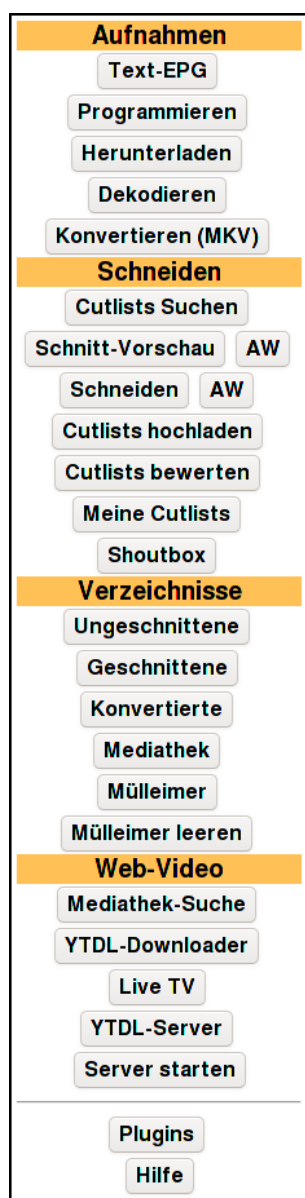 Aufnahmen
Text-EPG
Programmieren
Herunterladen
Dekodieren
Konvertieren (MKV)
Schneiden
Cutlists Suchen
Schnitt-Vorschau AW
Schneiden AW
Cutlists hochladen
Cutlists bewerten
Meine Cutlists
Shoutbox
Verzeichnisse
Ungeschnittene
Geschnittene
Konvertierte
Mediathek
Mülleimer
Mülleimer leeren
Web-Video
Mediathek-Suche
YTDL-Downloader
Live TV
YTDL-Server
Server starten
Plugins
Hilfe